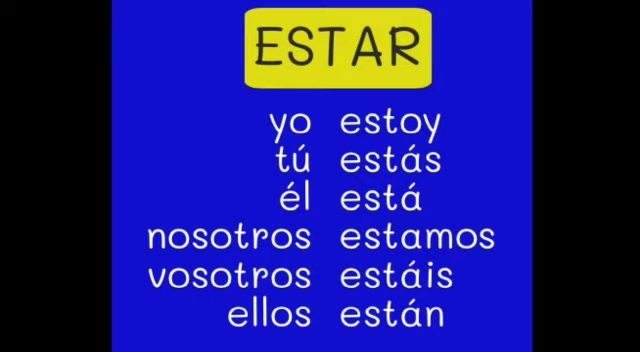 ESTAR
yo estoy
tú estás
él está
nosotros estamos
vosotros estáis
ellos están